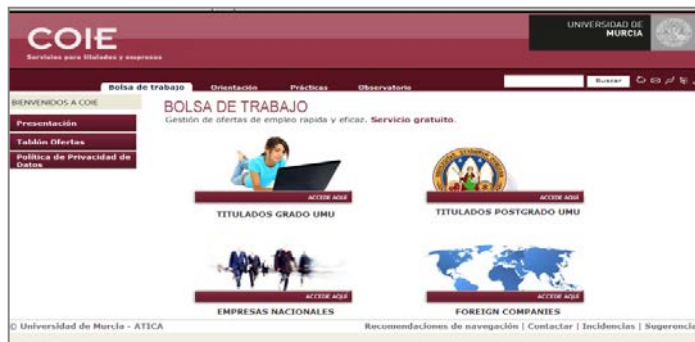 COIE
Servicios para titulados y empresas
UNIVERSIDAD DE
MURCIA
Bolsa de trabajo
Orientación
Prácticas
Observatorio
Buscar
BIENVENIDOS A COIE
Presentación
Tablón Ofertas
Política de Privacidad de
Datos
BOLSA DE TRABAJO
Gestión de ofertas de empleo rapida y eficaz. Servicio gratuito.
ACCEDE AQUÍ
TITULADOS GRADO UMU
ACCEDE AQUÍ
TITULADOS POSTGRADO UMU
ACCEDE AQUÍ
EMPRESAS NACIONALES
ACCEDE AQUÍ
FOREIGN COMPANIES
© Universidad de Murcia - ATICA
Recomendaciones de navegación | Contactar | Incidencias | Sugerencia